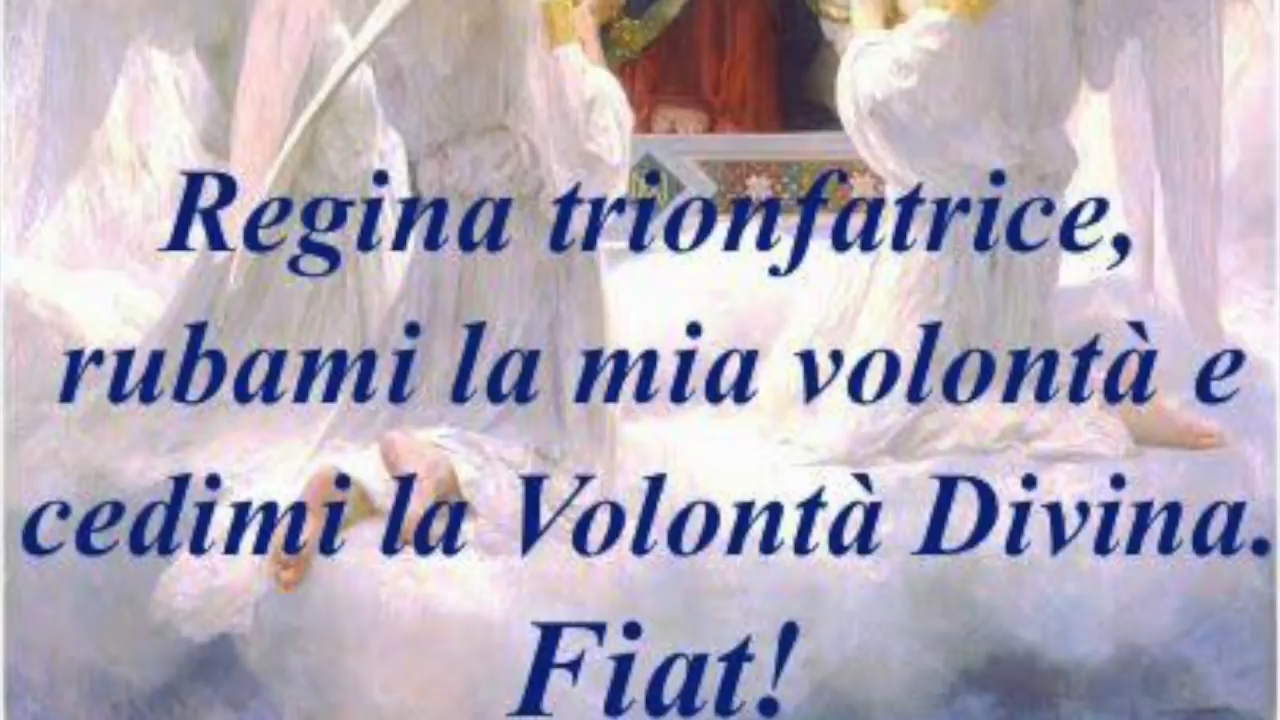 Regina trionfatrice,
rubami la mia volontà e
cedimi la Volontà Divina.
Fiat!